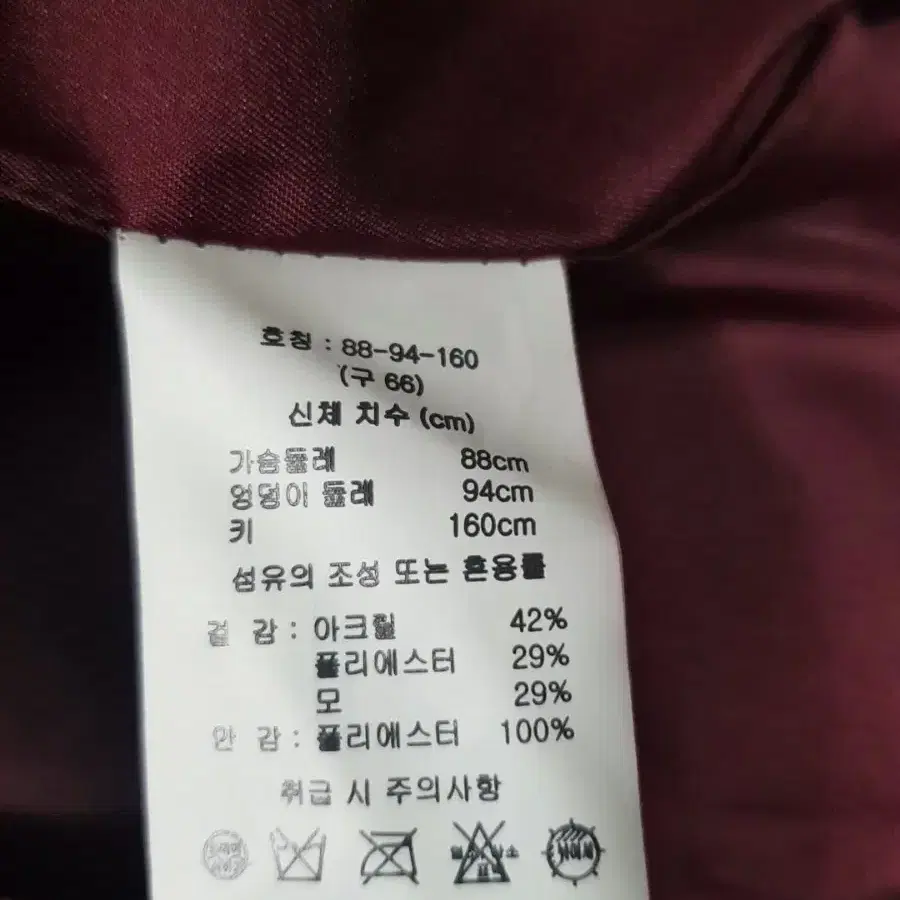 호칭 : 88-94-160
(구 66)
신체 치수 (cm)
가슴둘레 88cm
엉덩이 둘레 94cm
키 160cm
섬유의 조성 또는 혼용률
겉 감 : 아크릴 42%
폴리에스터 29%
모 29%
안 감 : 폴리에스터 100%
취급 시 주의사항